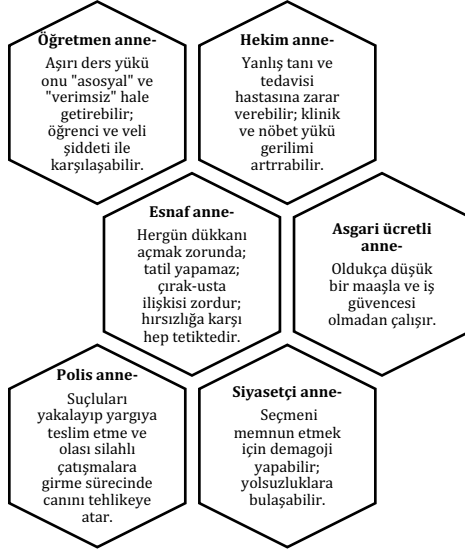 Öğretmen anne-
Aşırı ders yükü
onu "asosyal" ve
"verimsiz" hale
getirebilir;
öğrenci ve veli
şiddeti ile
karşılaşabilir.
Hekim anne-
Yanlış tanı ve
tedavisi
hastasına zarar
verebilir; klinik
ve nöbet yükü
gerilimi
artrrabilir.
Esnaf anne-
Hergün dükkanı
açmak zorunda;
tatil yapamaz;
çırak-usta
ilişkisi zordur;
hırsızlığa karşı
hep tetiktedir.
Asgari ücretli
anne-
Oldukça düşük
bir maaşla ve iş
güvencesi
olmadan çalışır.
Polis anne-
Suçluları
yakalayıp yargıya
teslim etme ve
olası silahlı
çatışmalara
girme sürecinde
canını tehlikeye
atar.
Siyasetçi anne-
Seçmeni
memnun etmek
için demagoji
yapabilir;
yolsuzluklara
bulaşabilir.